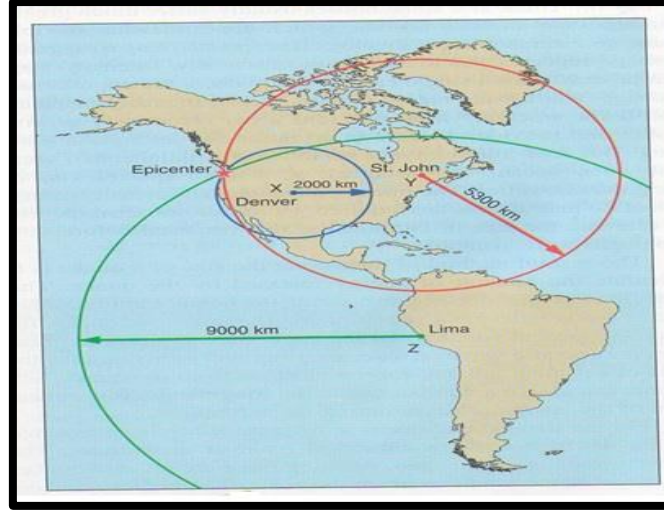 St. John
Epicenter
X
2000 km
Y
Denver
5300 km
9000 km
Lima
Z